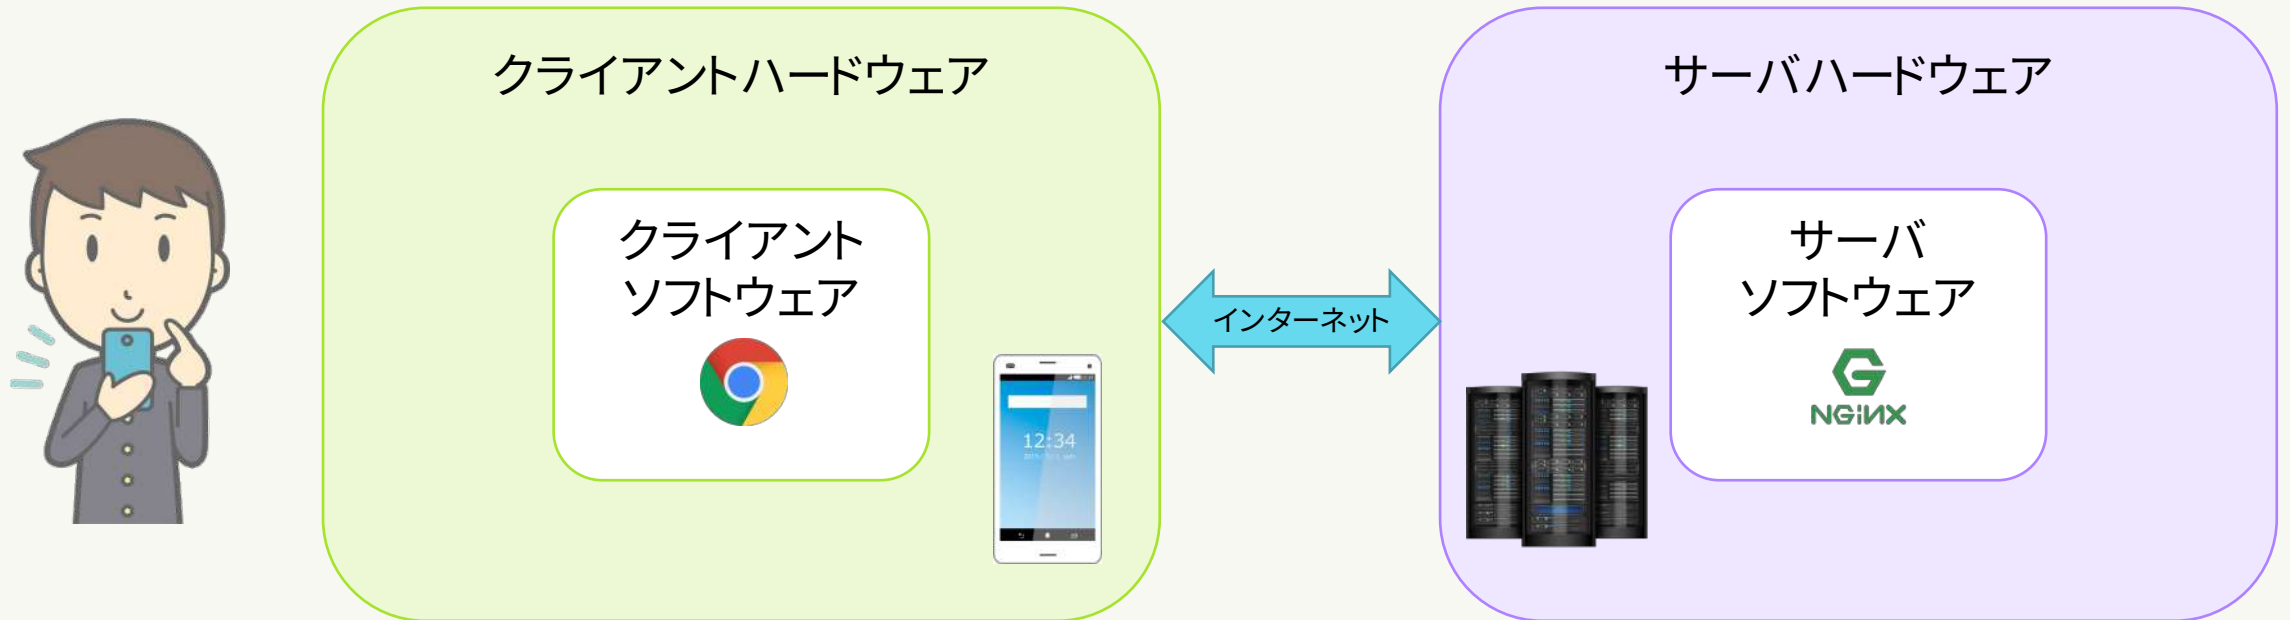 クライアントハードウェア
クライアント
ソフトウェア
12:34
インターネット
サーバハードウェア
サーバ
ソフトウェア
NGiNX